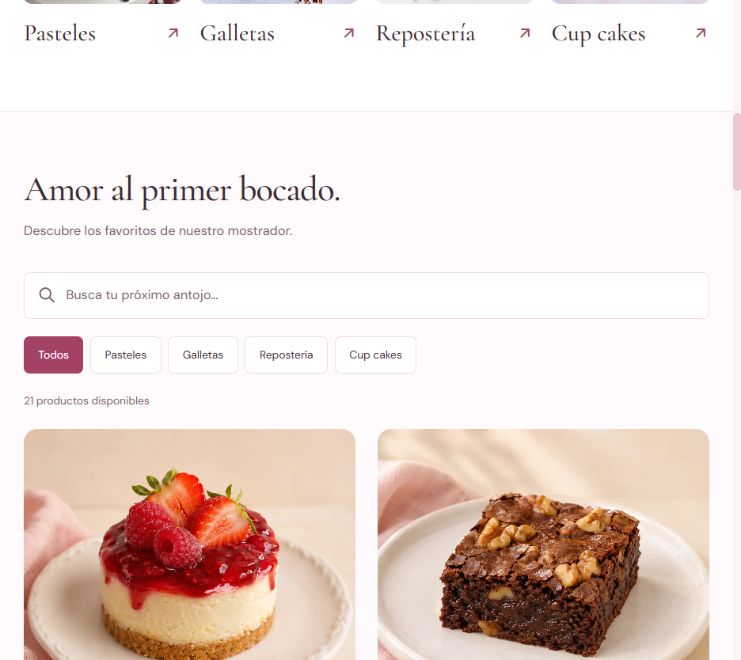 Pasteles
Galletas
Repostería
Cup cakes
Amor al primer bocado.
Descubre los favoritos de nuestro mostrador.
Busca tu próximo antojo...
Todos
Pasteles
Galletas
Repostería
Cup cakes
21 productos disponibles